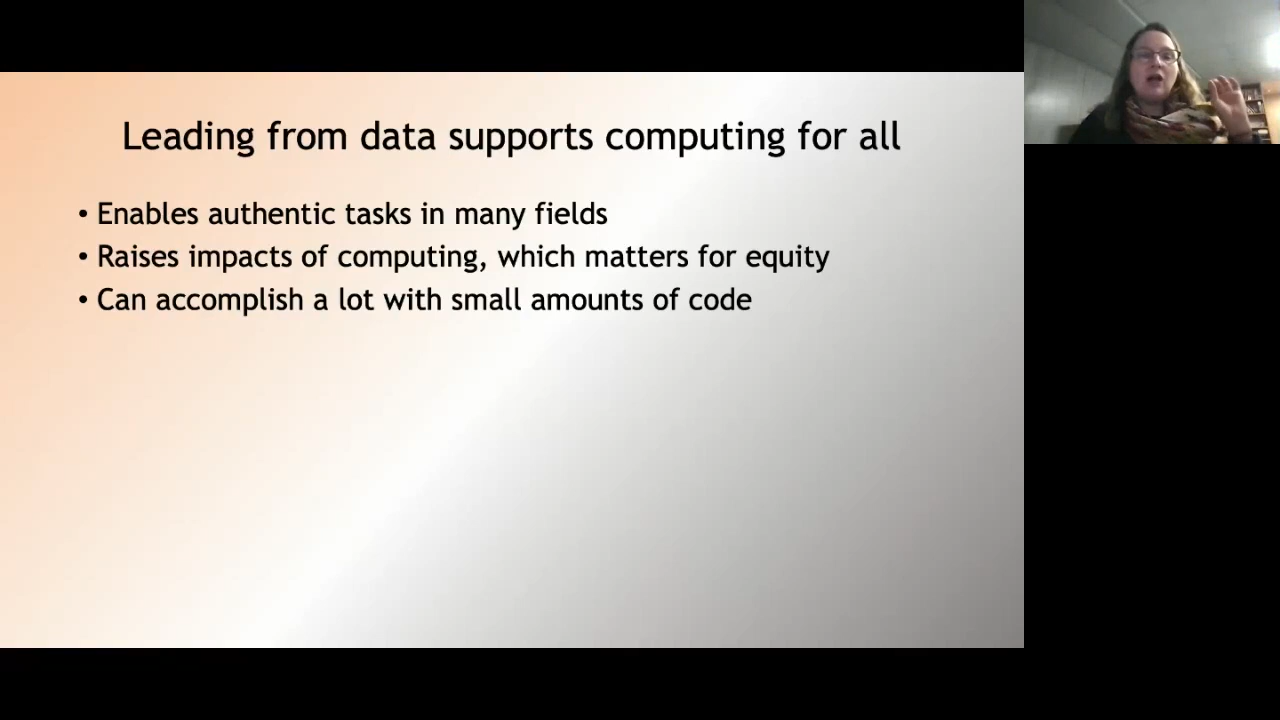 Leading from data supports computing for all
• Enables authentic tasks in many fields
• Raises impacts of computing, which matters for equity
• Can accomplish a lot with small amounts of code